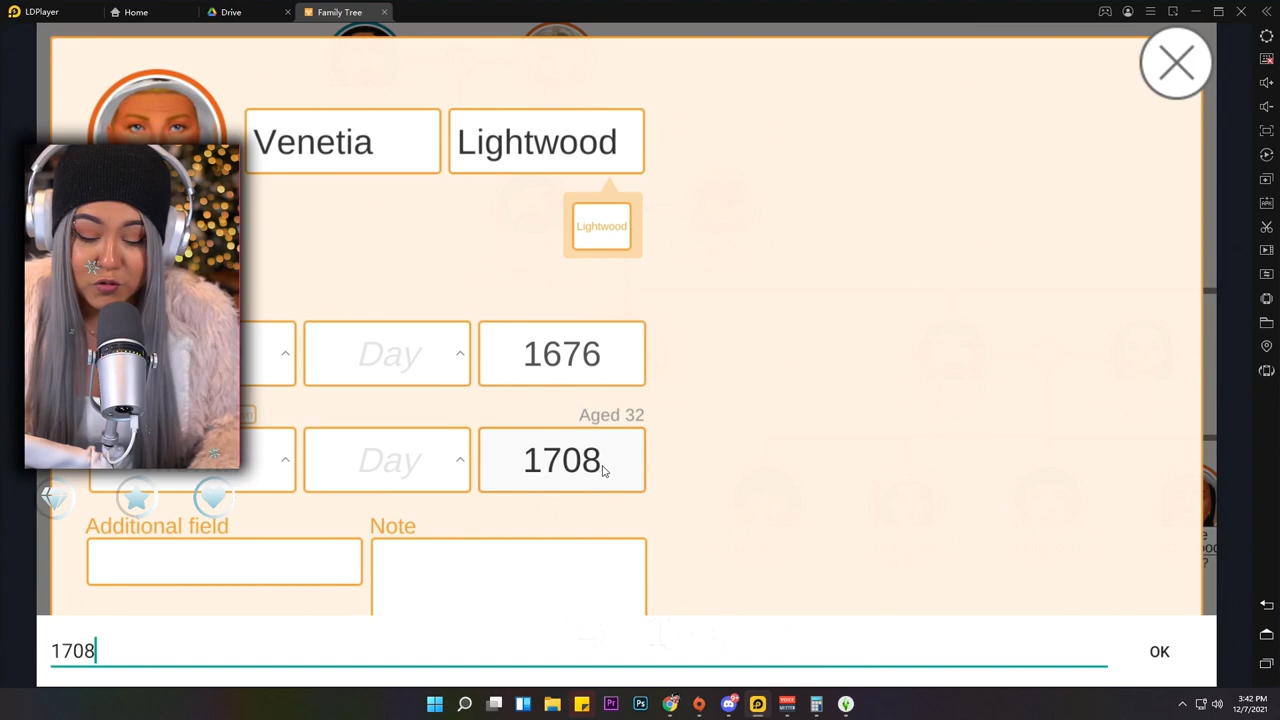 LDPlayer
Home
Drive
Family Tree
Venetia
Lightwood
Lightwood
Day
1676
Aged 32
Day
1708
Additional field
Note
?
1708
OK
3:42 PM
12/7/2021